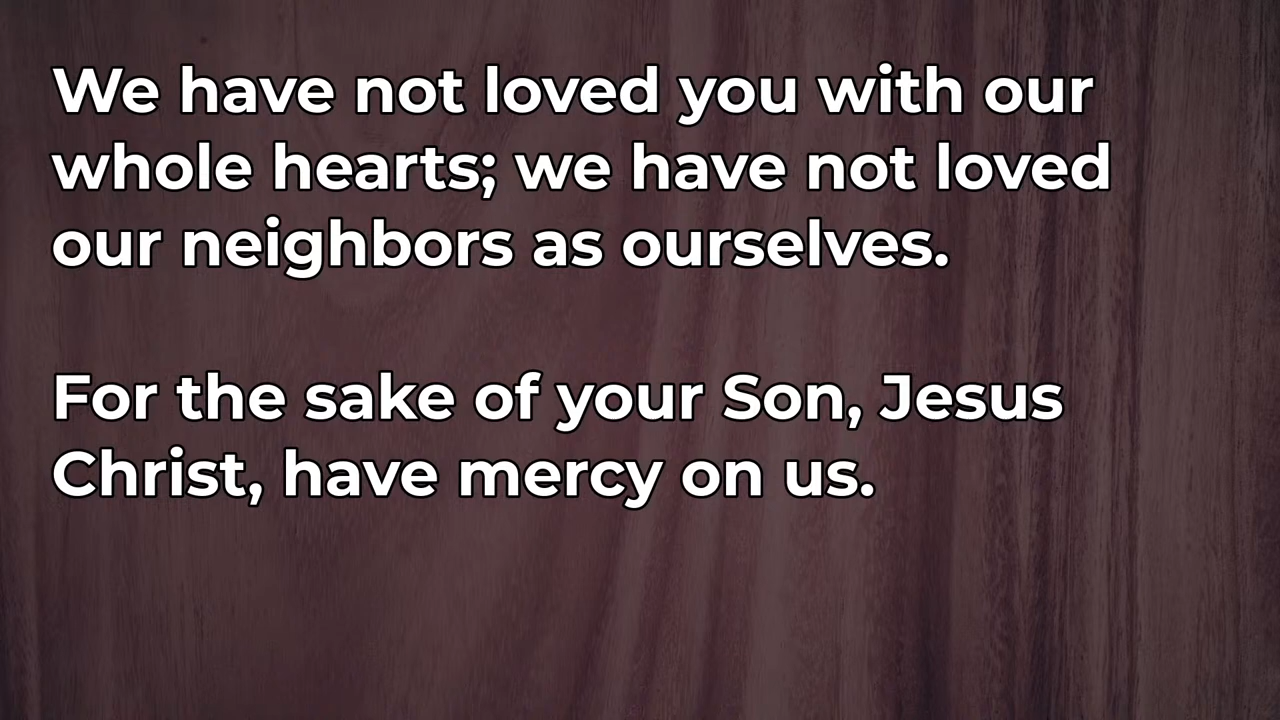 We have not loved you with our
whole hearts; we have not loved
our neighbors as ourselves.
For the sake of your Son, Jesus
Christ, have mercy on us.